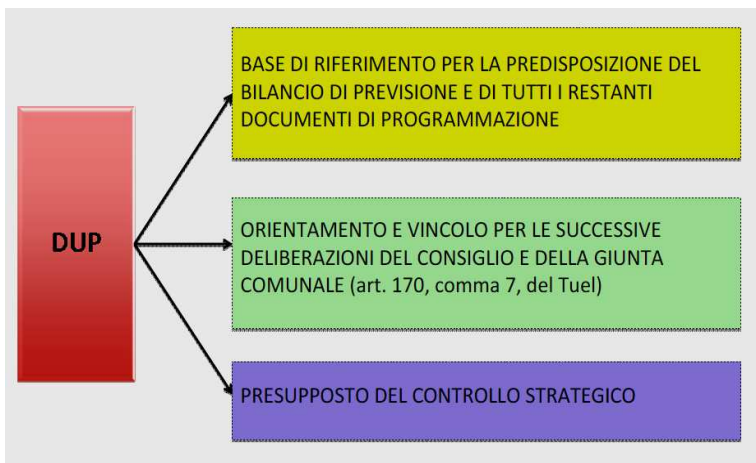 DUP
BASE DI RIFERIMENTO PER LA PREDISPOSIZIONE DEL
BILANCIO DI PREVISIONE E DI TUTTI I RESTANTI
DOCUMENTI DI PROGRAMMAZIONE
ORIENTAMENTO E VINCOLO PER LE SUCCESSIVE
DELIBERAZIONI DEL CONSIGLIO E DELLA GIUNTA
COMUNALE (art. 170, comma 7, del Tuel)
PRESUPPOSTO DEL CONTROLLO STRATEGICO